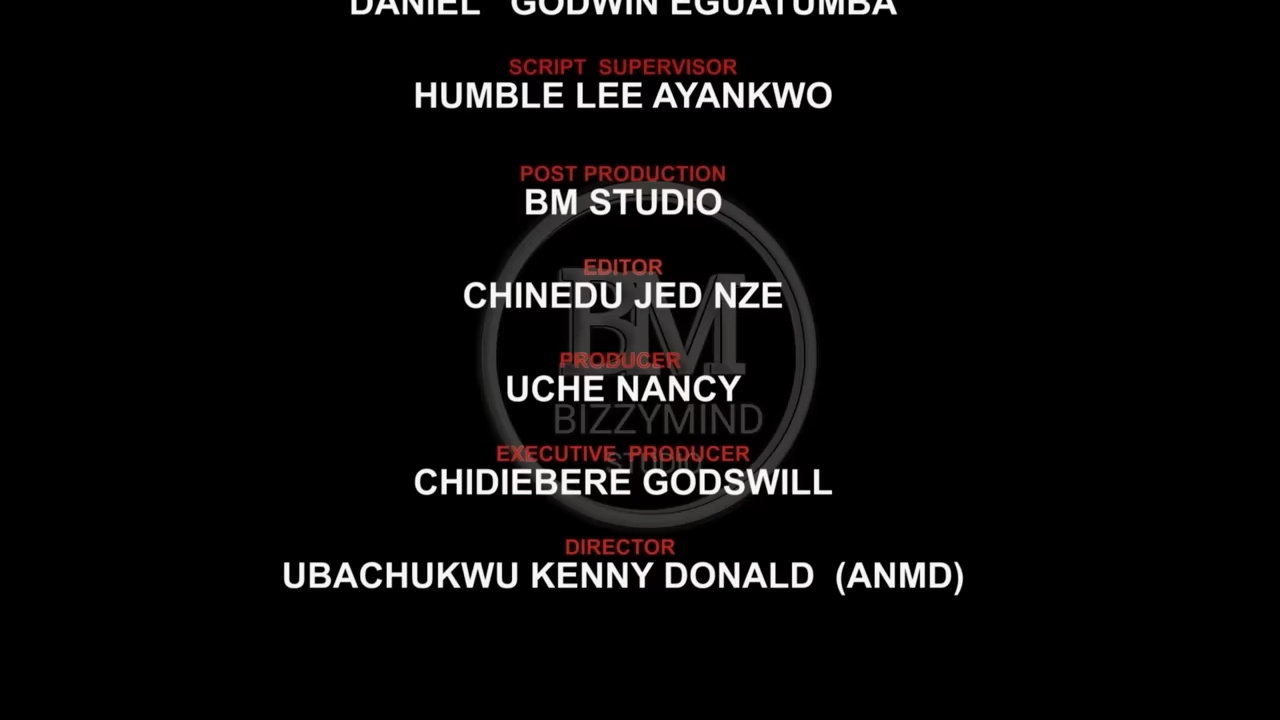 DANIEL GODWIN EGUATUMBA
SCRIPT SUPERVISOR
HUMBLE LEE AYANKWO
POST PRODUCTION
BM STUDIO
EDITOR
CHINEDU JED NZE
BM
PRODUCER
UCHE NANCY
BIZZYMIND
EXECUTIVE PRODUCER
STUDIO
CHIDIEBERE GODSWILL
DIRECTOR
UBACHUKWU KENNY DONALD (ANMD)